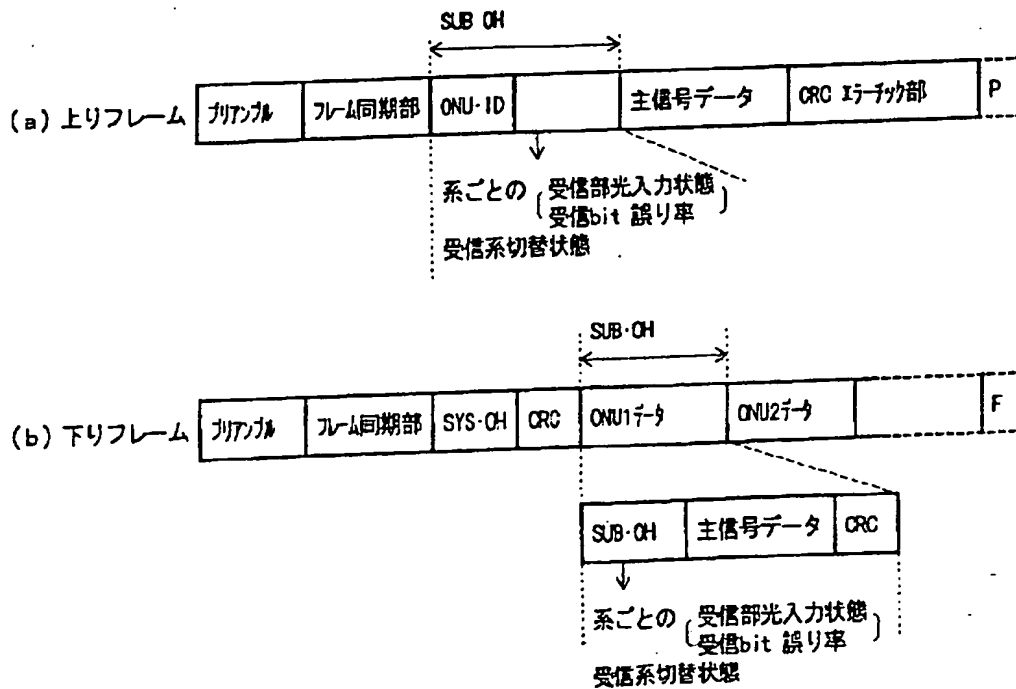 SUB OH
(a) 上りフレーム プリアンブル フレーム同期部 ONU・ID 主信号データ CRC エラーチック部 P
系ごとの 受信部光入力状態
受信bit 誤り率
受信系切替状態
SUB・OH
(b) 下りフレーム プリアンブル フレーム同期部 SYS・OH CRC ONU1データ ONU2データ F
SUB・OH 主信号データ CRC
系ごとの 受信部光入力状態
受信bit 誤り率
受信系切替状態